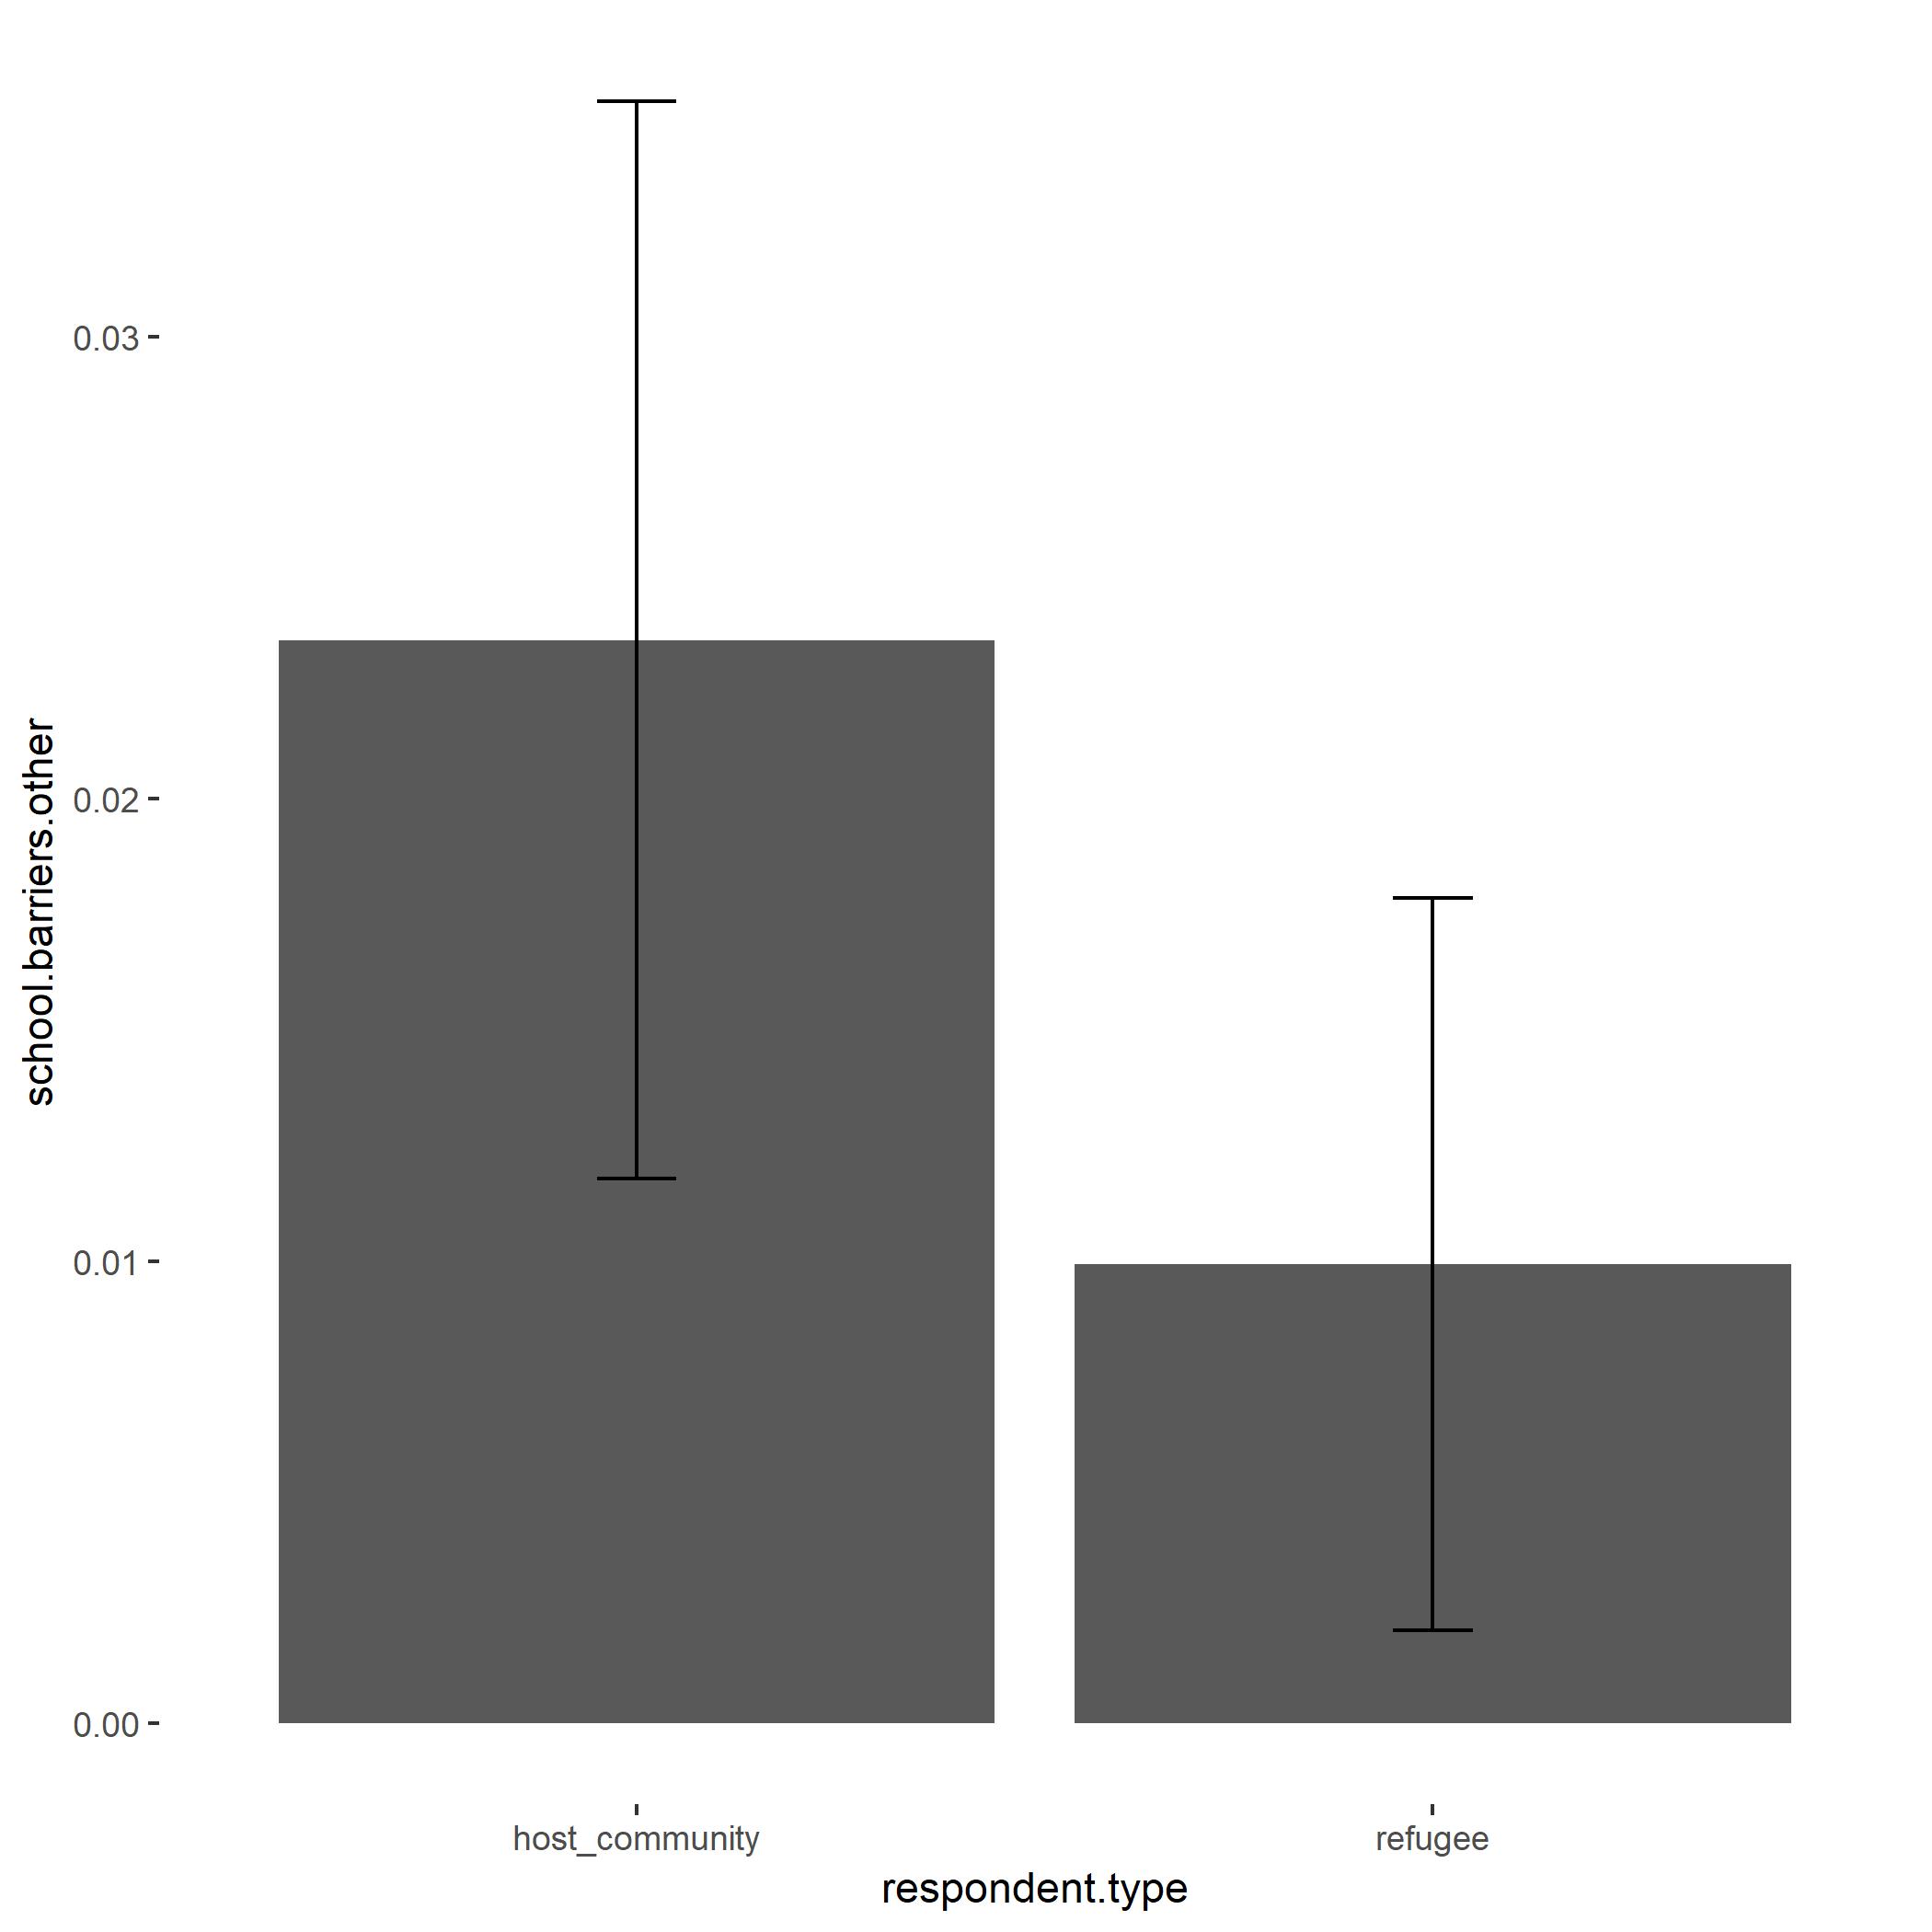 school.barriers.other
0.03
0.02
0.01
0.00
host_community
refugee
respondent.type